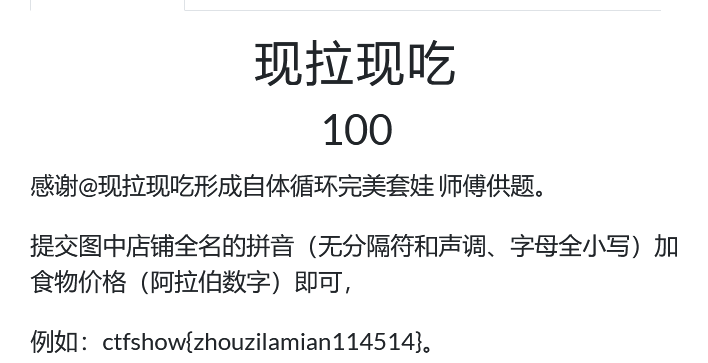 现拉现吃
100
感谢@现拉现吃形成自体循环完美套娃 师傅供题。
提交图中店铺全名的拼音（无分隔符和声调、字母全小写）加
食物价格（阿拉伯数字）即可，
例如：ctfshow{zhouzilamian114514}。